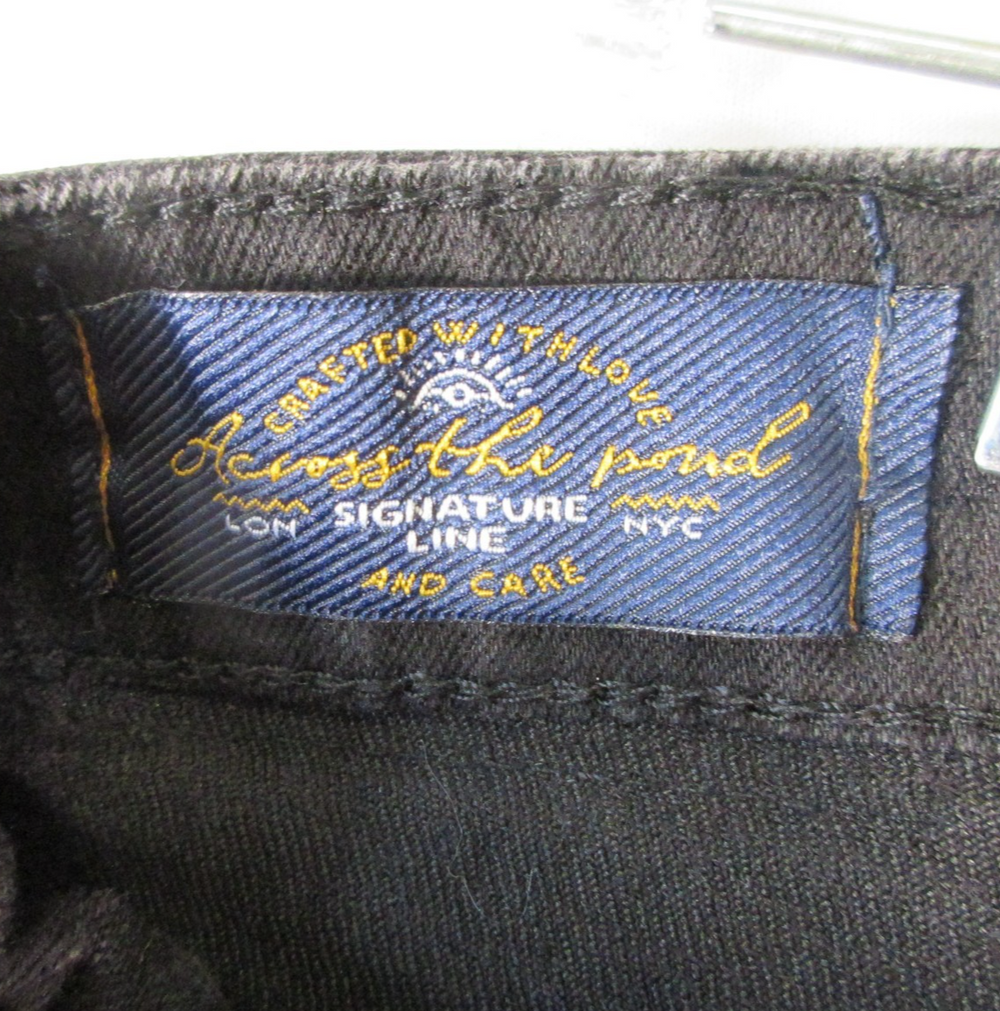 CRAFTED WITH LOVE
Across the pond
LON SIGNATURE NYC
LINE
AND CARE